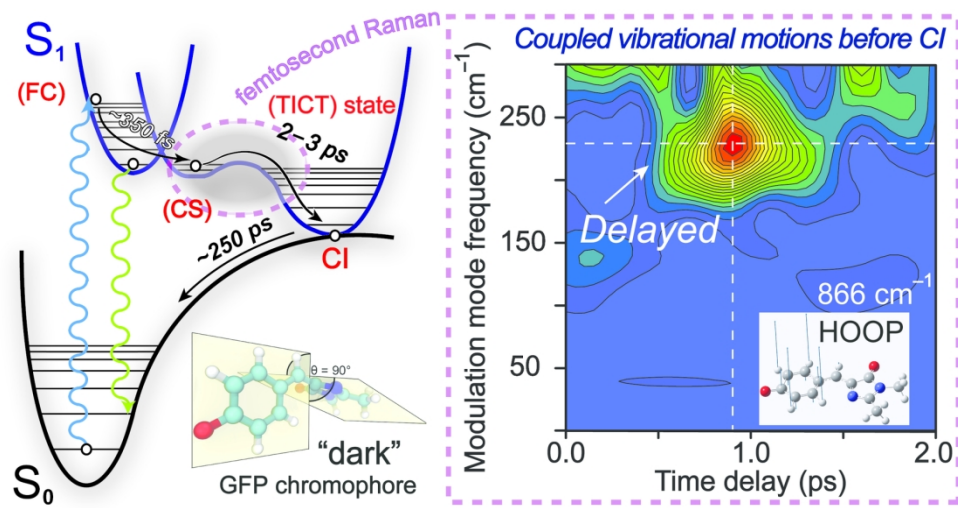 S₁
(FC)
~350 fs
femtosecond Raman
(TICT) state
2–3 ps
(CS)
~250 ps
CI
θ = 90°
"dark"
GFP chromophore
S₀
Coupled vibrational motions before CI
Modulation mode frequency (cm⁻¹)
250
150
50
Delayed
866 cm⁻¹
HOOP
0.0
1.0
2.0
Time delay (ps)